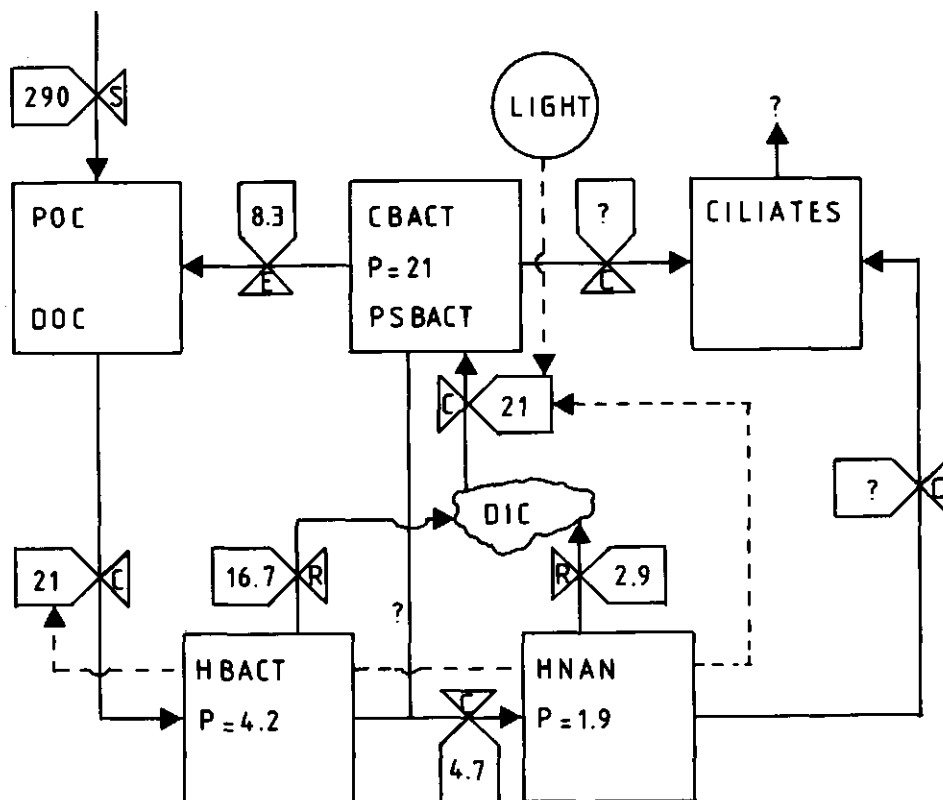 290
S
LIGHT
?
POC
DOC
8.3
E
CBACT
P=21
PSBACT
?
C
CILIATES
C
21
?
DIC
21
C
16.7
R
R
2.9
?
HBACT
P=4.2
HNAN
P=1.9
4.7